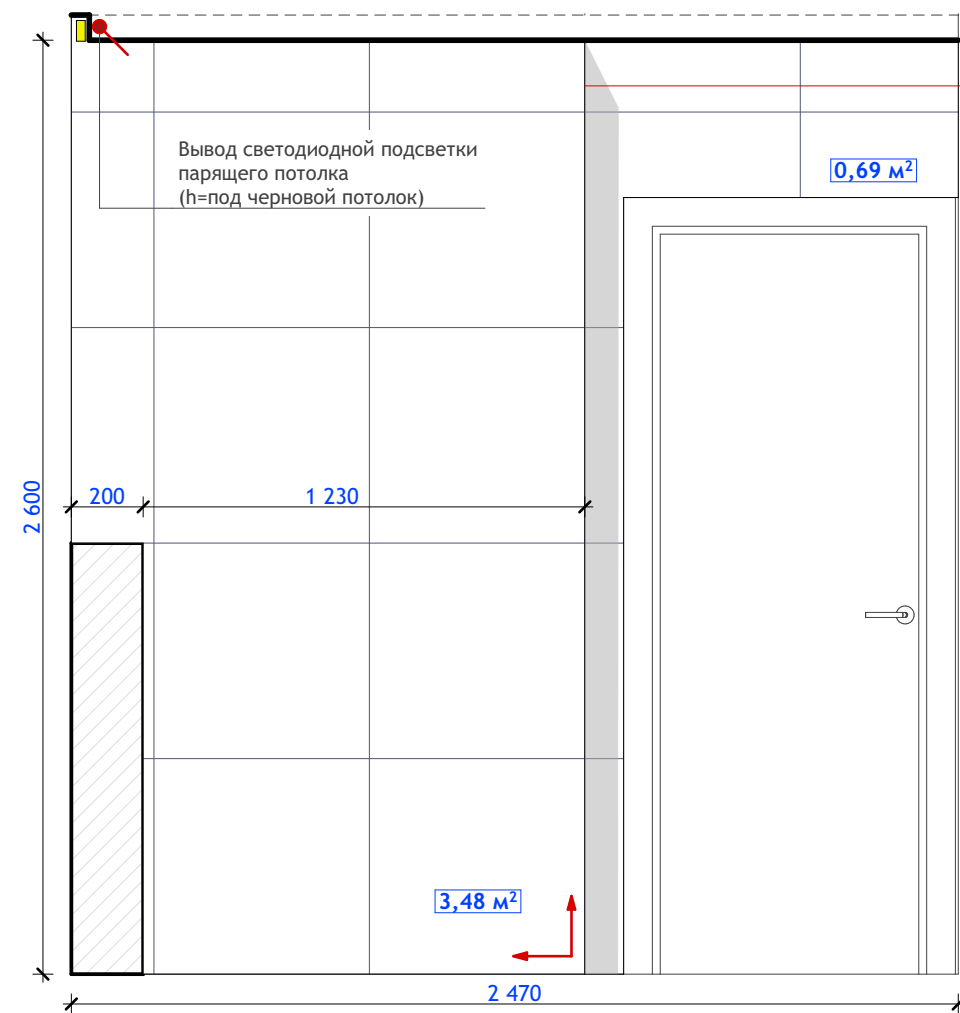 Вывод светодиодной подсветки
парящего потолка
(h=под черновой потолок)
0,69 м²
2 600
200
1 230
3,48 м²
2 470